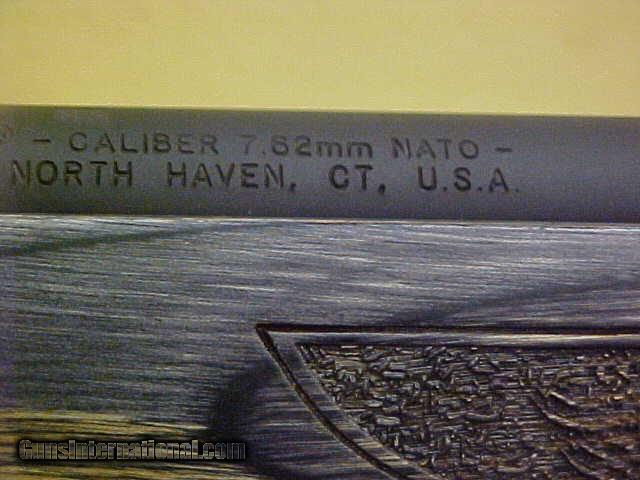 ® - CALIBER 7.62mm NATO -
NORTH HAVEN, CT, U.S.A.
GunsInternational.com